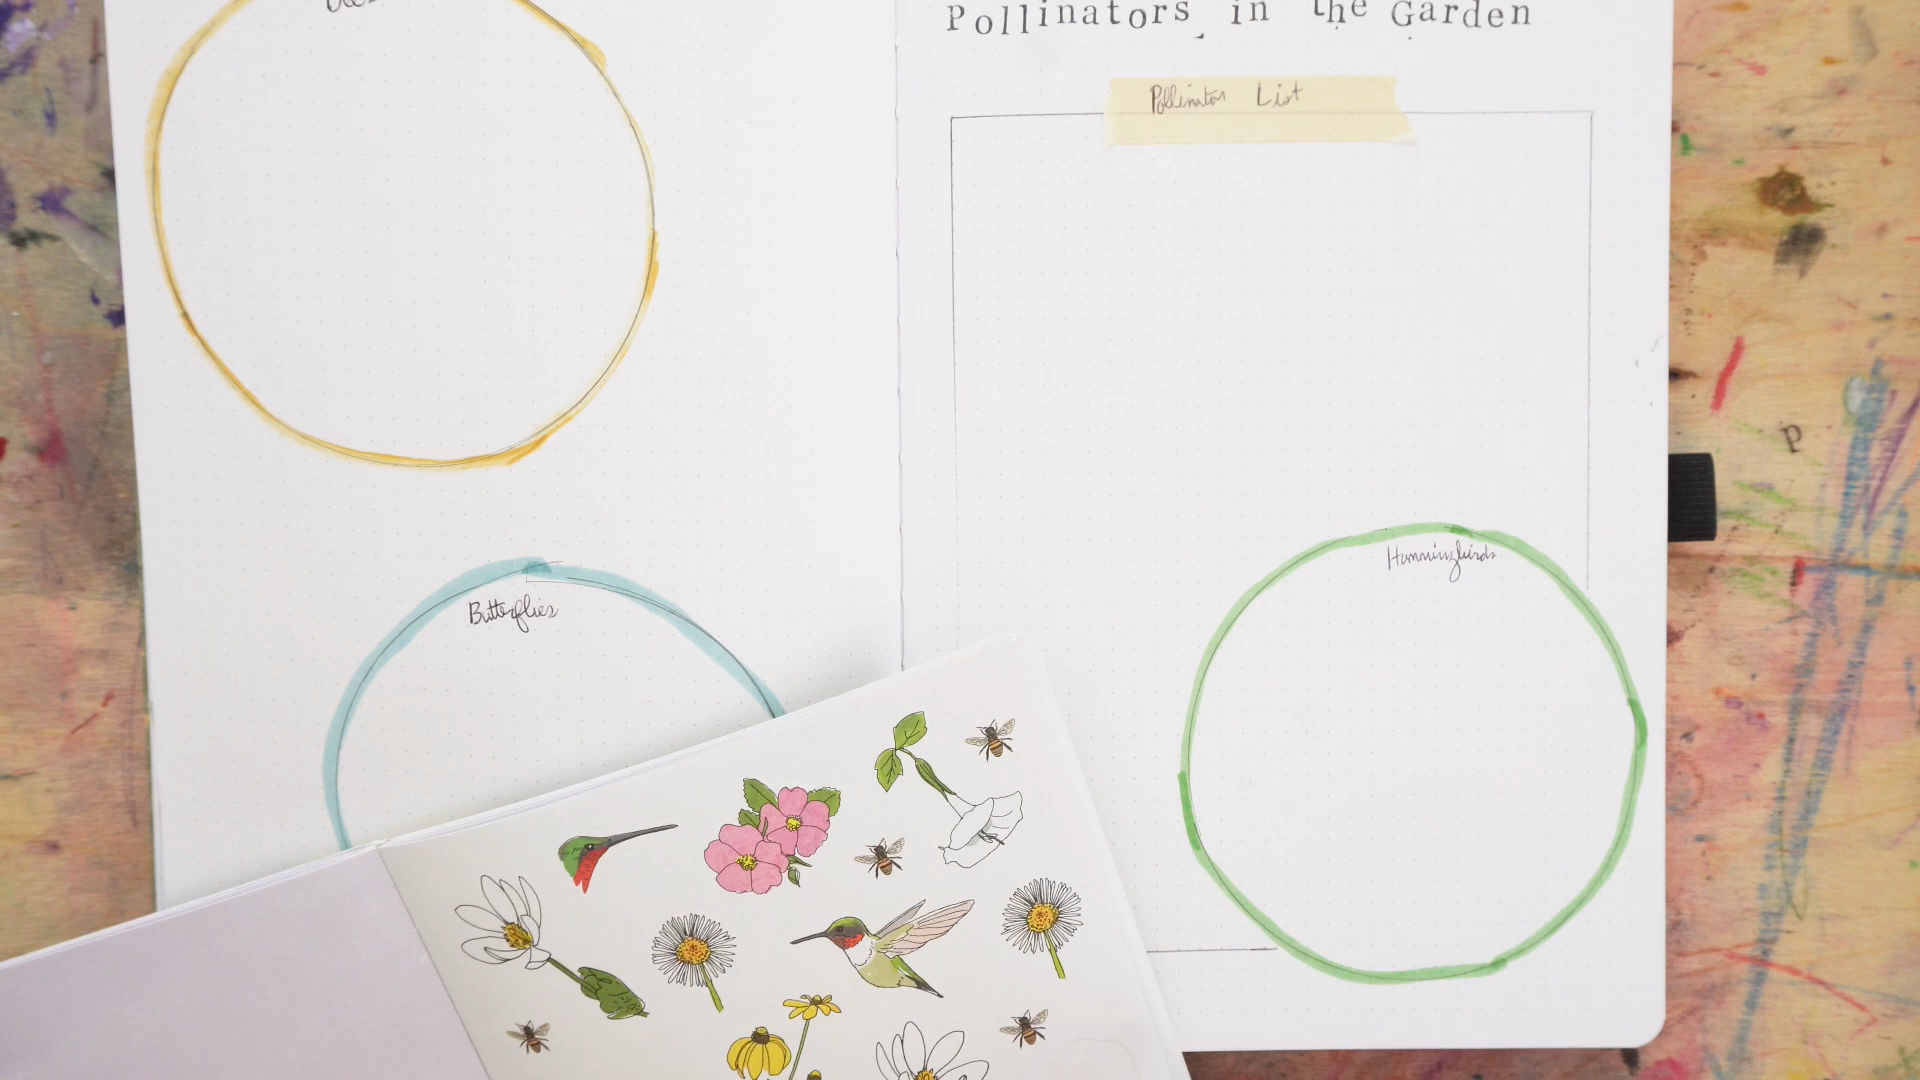 Pollinators in the Garden
Pollinator List
Butterflies
Hummingbirds
P